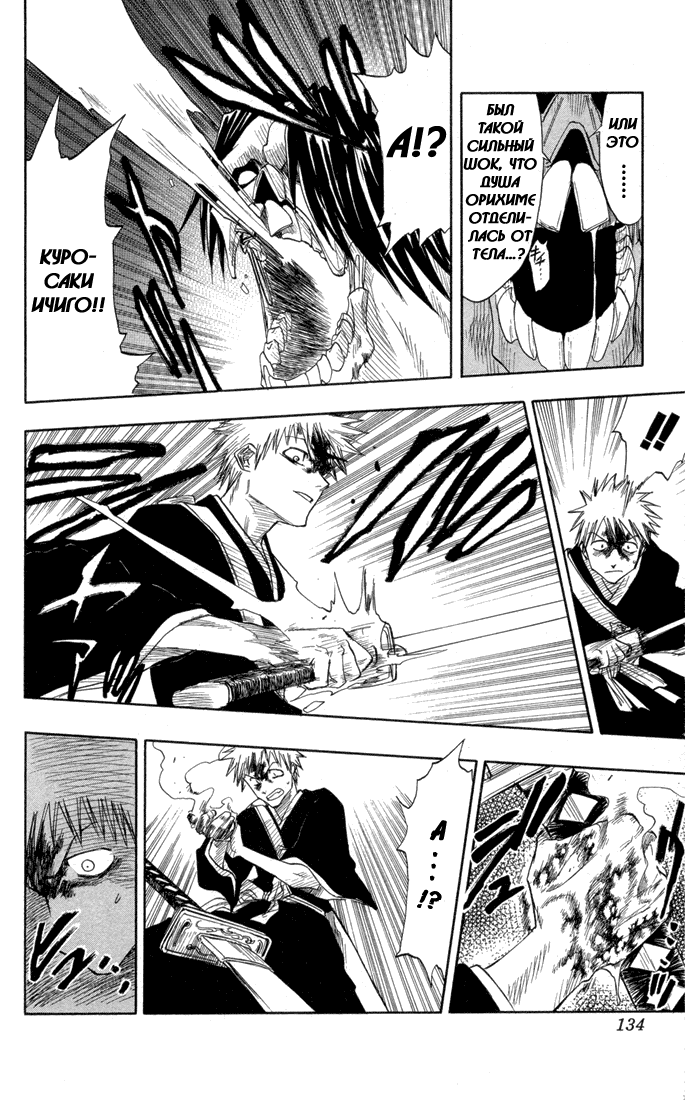 ИЛИ
ЭТО
......
БЫЛ
ТАКОЙ
СИЛЬНЫЙ
ШОК, ЧТО
ДУША
ОРИХИМЕ
ОТДЕЛИ-
ЛАСЬ ОТ
ТЕЛА...?
А!?
КУРО-
САКИ
ИЧИГО!!
!!
А
...
!?
134